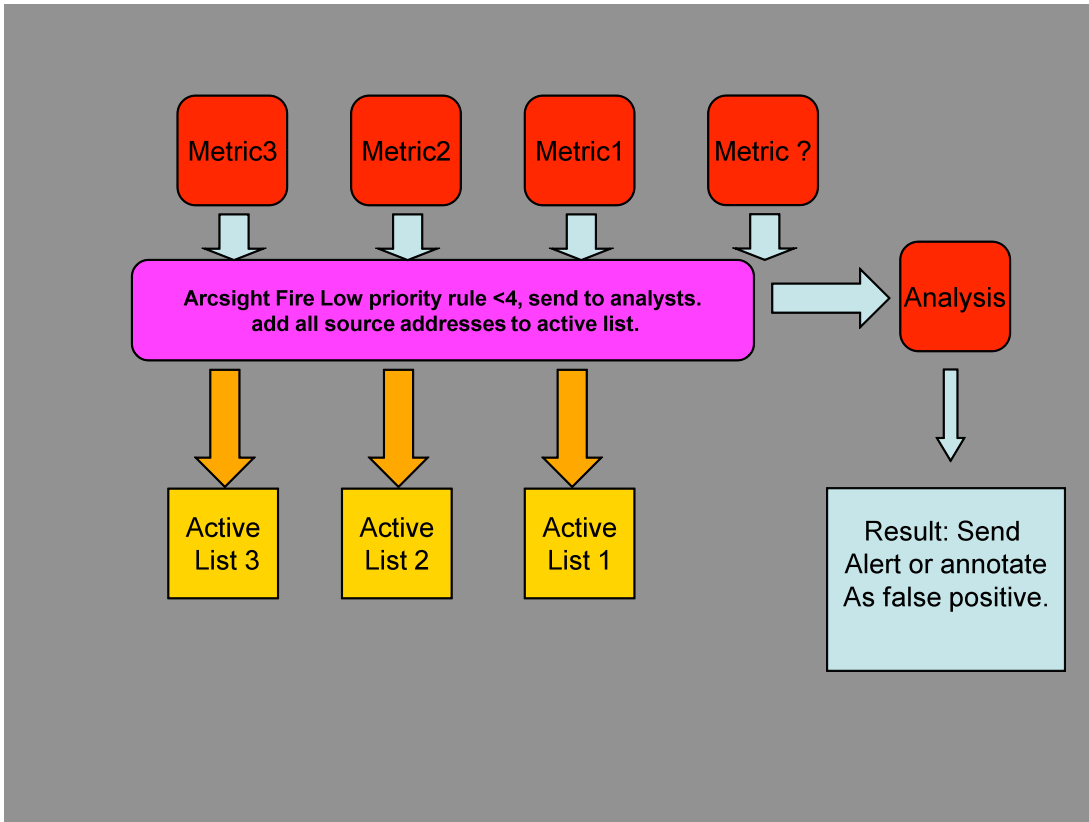 Metric3
Metric2
Metric1
Metric ?
Arcsight Fire Low priority rule <4, send to analysts.
add all source addresses to active list.
Analysis
Active
List 3
Active
List 2
Active
List 1
Result: Send
Alert or annotate
As false positive.